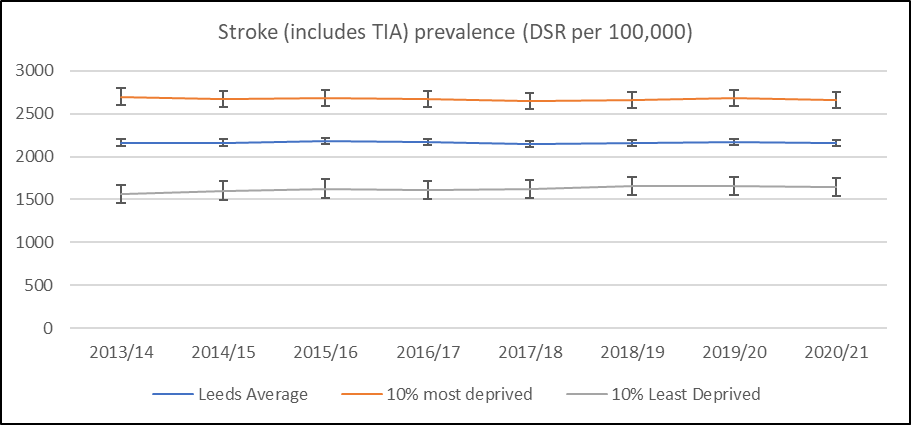 Stroke (includes TIA) prevalence (DSR per 100,000)
3000
2500
2000
1500
1000
500
0
2013/14 2014/15 2015/16 2016/17 2017/18 2018/19 2019/20 2020/21
Leeds Average 10% most deprived 10% Least Deprived